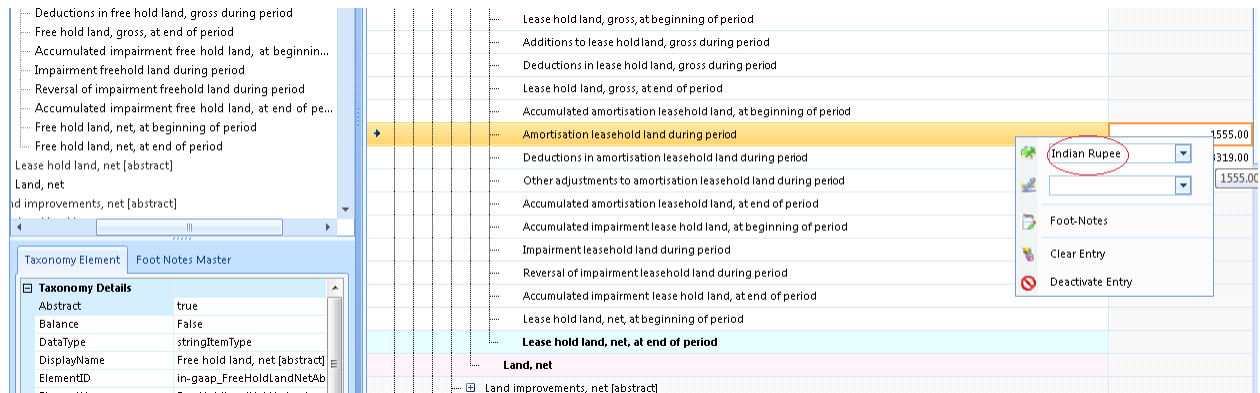 Deductions in free hold land, gross during period
Free hold land, gross, at end of period
Accumulated impairment free hold land, at beginnin...
Impairment freehold land during period
Reversal of impairment freehold land during period
Accumulated impairment free hold land, at end of pe...
Free hold land, net, at beginning of period
Free hold land, net, at end of period
Lease hold land, net [abstract]
Land, net
nd improvements, net [abstract]
Taxonomy Element Foot Notes Master
Taxonomy Details
Abstract true
Balance False
DataType stringItemType
DisplayName Free hold land, net [abstract]
ElementID in-gaap_FreeHoldLandNetAb
Lease hold land, gross, at beginning of period
Additions to lease hold land, gross during period
Deductions in lease hold land, gross during period
Lease hold land, gross, at end of period
Accumulated amortisation leasehold land, at beginning of period
Amortisation leasehold land during period 1555.00
Deductions in amortisation leasehold land during period 3319.00
Other adjustments to amortisation leasehold land during period
Accumulated amortisation leasehold land, at end of period
Accumulated impairment lease hold land, at beginning of period
Impairment leasehold land during period
Reversal of impairment leasehold land during period
Accumulated impairment lease hold land, at end of period
Lease hold land, net, at beginning of period
Lease hold land, net, at end of period
Land, net
Land improvements, net [abstract]
Indian Rupee
Foot-Notes
Clear Entry
Deactivate Entry
1555.00